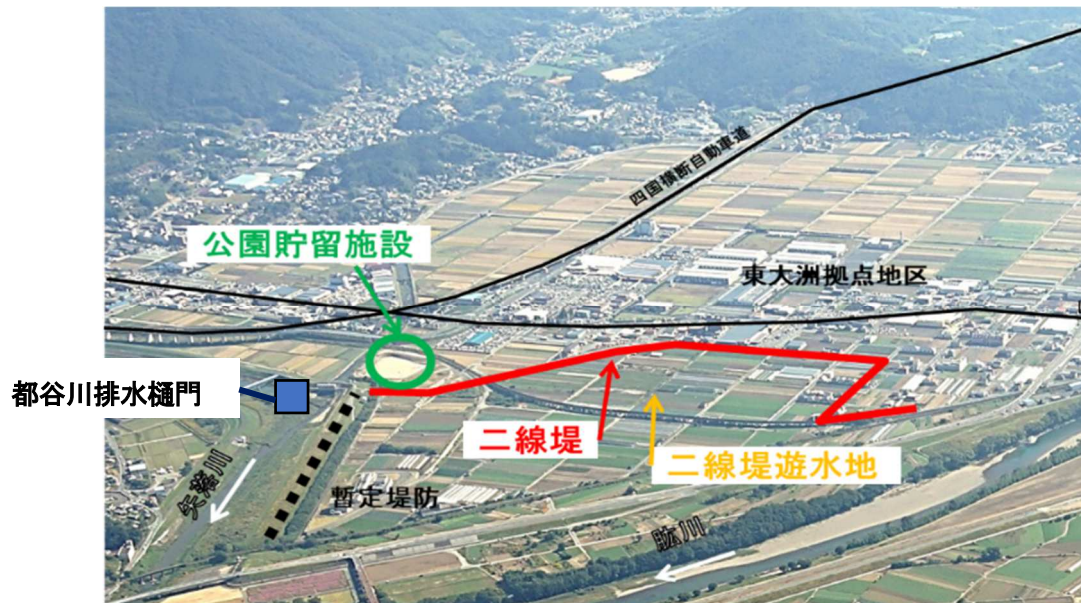 四国横断自動車道
公園貯留施設
東大洲拠点地区
都谷川排水樋門
二線堤
二線堤遊水地
矢落川
暫定堤防
肱川